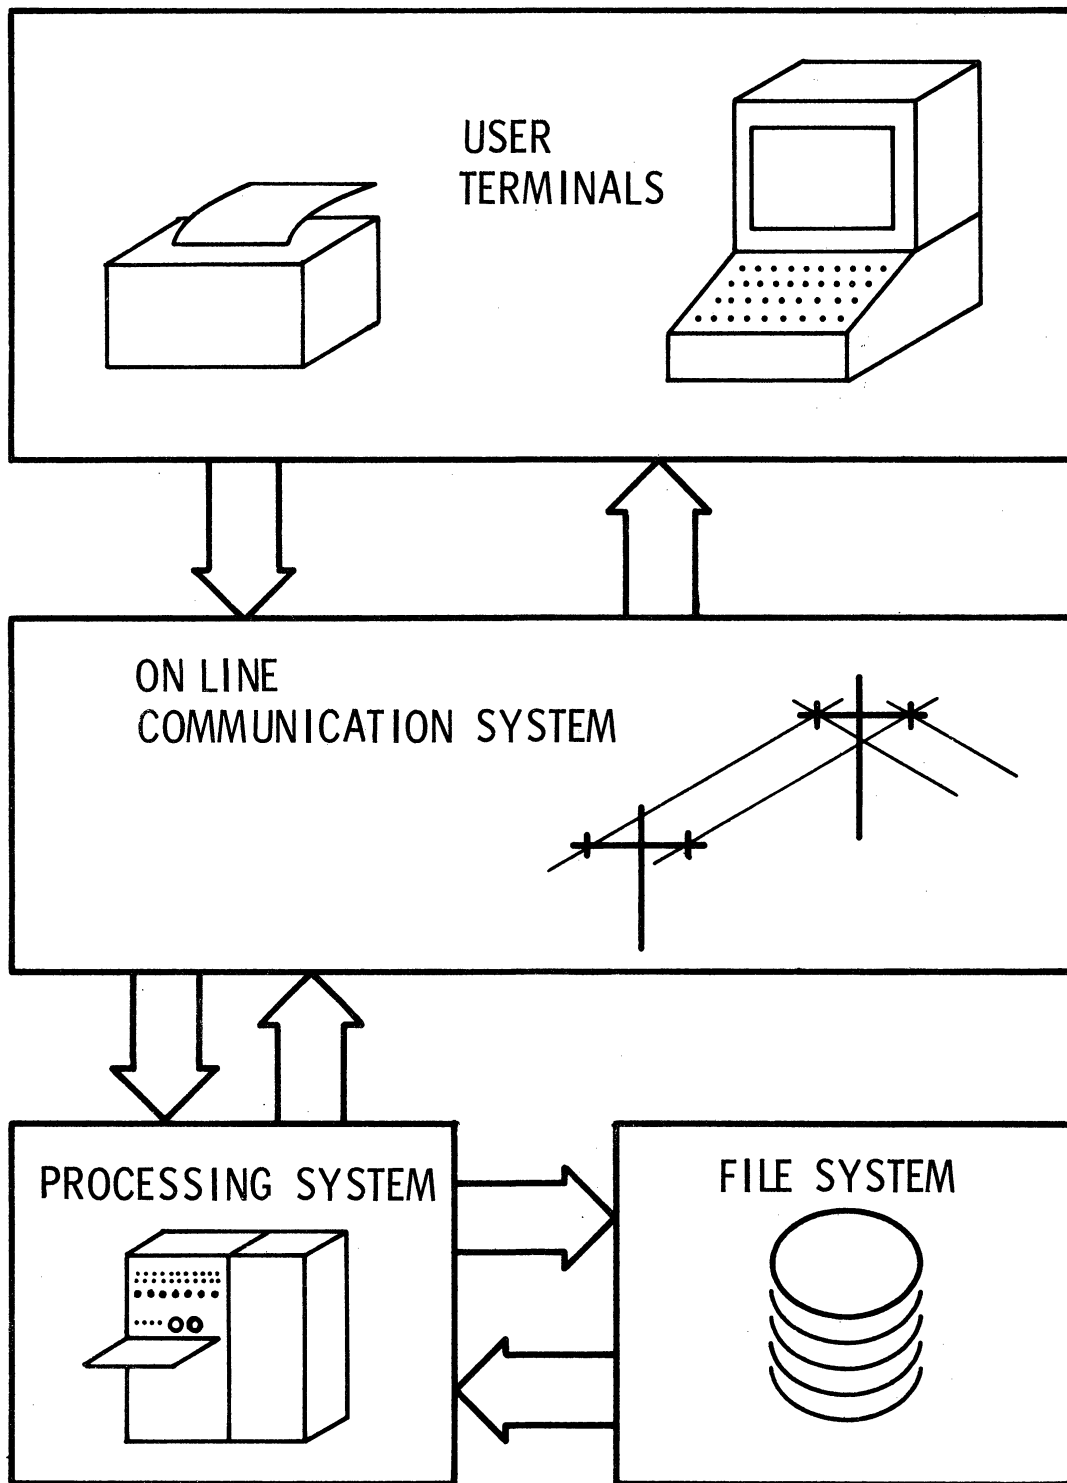 USER
TERMINALS
ON LINE
COMMUNICATION SYSTEM
PROCESSING SYSTEM
FILE SYSTEM